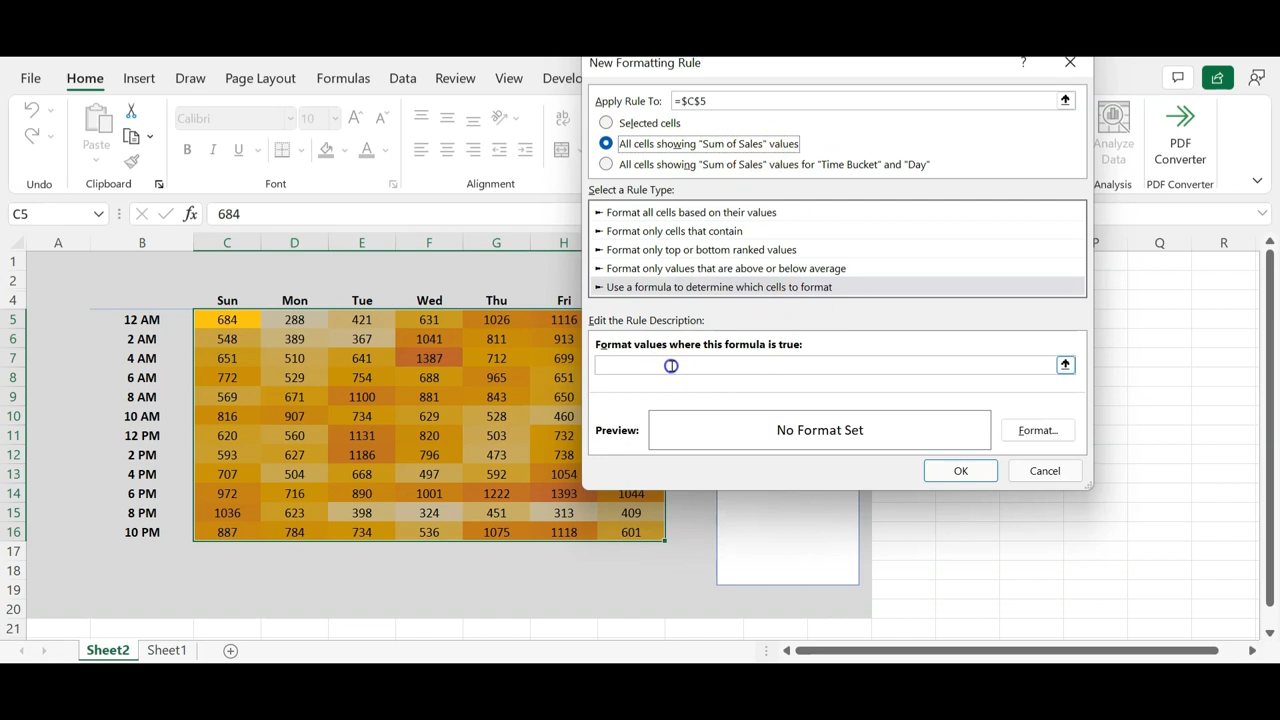 New Formatting Rule ?
File Home Insert Draw Page Layout Formulas Data Review View Develo
Apply Rule To: =$C$5
Selected cells
All cells showing "Sum of Sales" values
All cells showing "Sum of Sales" values for "Time Bucket" and "Day"
Calibri 10
Paste
B I U
ab
Analyze
Data
PDF
Converter
Undo Clipboard Font Alignment Analysis PDF Converter
Select a Rule Type:
► Format all cells based on their values
► Format only cells that contain
► Format only top or bottom ranked values
► Format only values that are above or below average
► Use a formula to determine which cells to format
C5 fx 684
A B C D E F G H P Q R
1
2
4 Sun Mon Tue Wed Thu Fri
5 12 AM 684 288 421 631 1026 1116
6 2 AM 548 389 367 1041 811 913
7 4 AM 651 510 641 1387 712 699
8 6 AM 772 529 754 688 965 651
9 8 AM 569 671 1100 881 843 650
10 10 AM 816 907 734 629 528 460
11 12 PM 620 560 1131 820 503 732
12 2 PM 593 627 1186 796 473 738
13 4 PM 707 504 668 497 592 1054
14 6 PM 972 716 890 1001 1222 1393 1044
15 8 PM 1036 623 398 324 451 313 409
16 10 PM 887 784 734 536 1075 1118 601
17
18
19
20
21
Edit the Rule Description:
Format values where this formula is true:
Preview: No Format Set Format...
OK Cancel
Sheet2 Sheet1